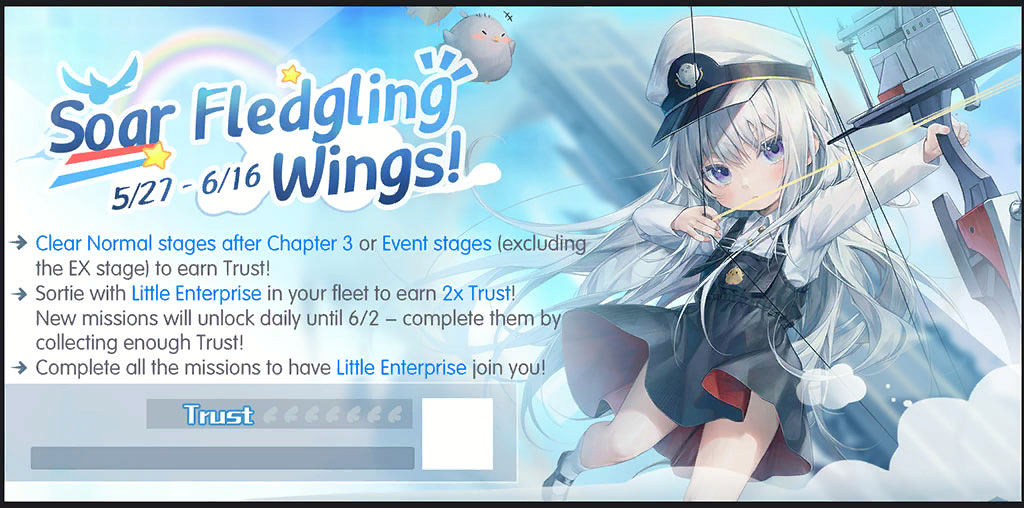 Soar Fledgling
Wings!
5/27 - 6/16
Clear Normal stages after Chapter 3 or Event stages (excluding
the EX stage) to earn Trust!
Sortie with Little Enterprise in your fleet to earn 2x Trust!
New missions will unlock daily until 6/2 – complete them by
collecting enough Trust!
Complete all the missions to have Little Enterprise join you!
Trust